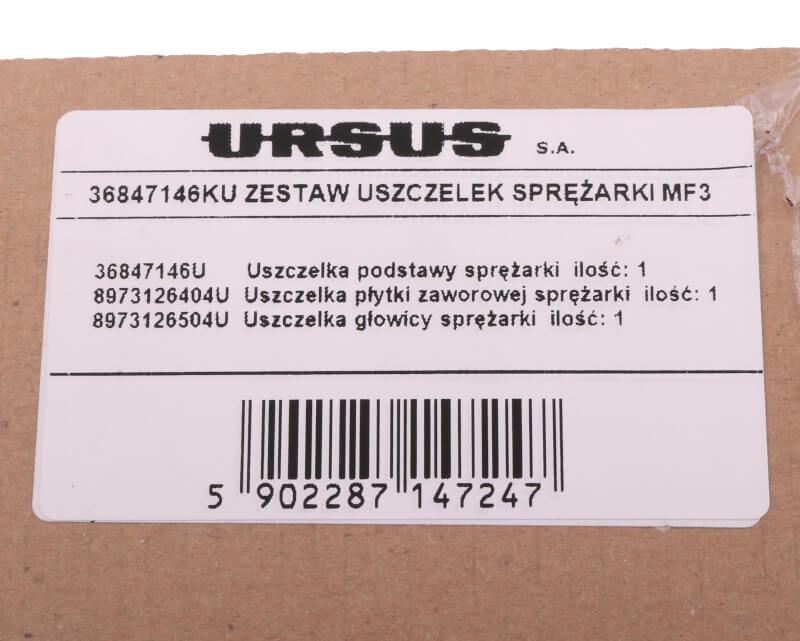 URSUS S.A.
36847146KU ZESTAW USZCZELEK SPRĘŻARKI MF3
36847146U Uszczelka podstawy sprężarki ilość: 1
8973126404U Uszczelka płytki zaworowej sprężarki ilość: 1
8973126504U Uszczelka głowicy sprężarki ilość: 1
5 902287 147247